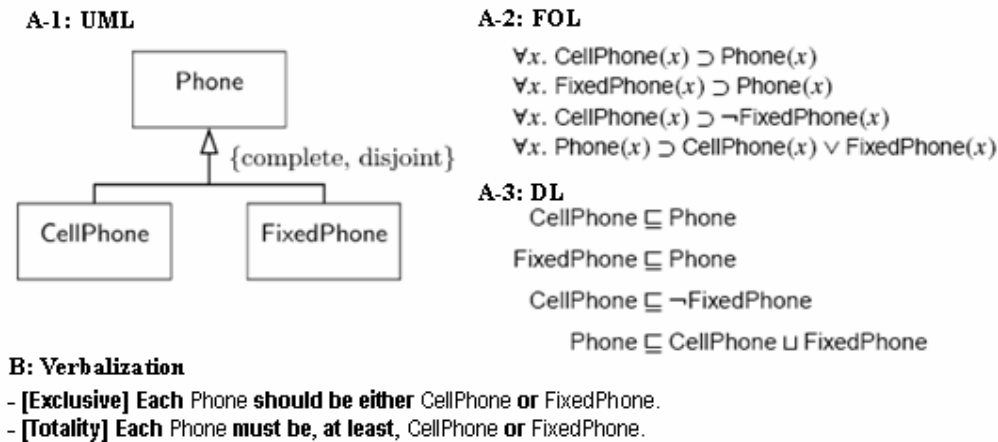 A-1: UML
Phone
{complete, disjoint}
CellPhone
FixedPhone
A-2: FOL
∀x. CellPhone(x) ⊃ Phone(x)
∀x. FixedPhone(x) ⊃ Phone(x)
∀x. CellPhone(x) ⊃ ¬FixedPhone(x)
∀x. Phone(x) ⊃ CellPhone(x) ∨ FixedPhone(x)
A-3: DL
CellPhone ⊑ Phone
FixedPhone ⊑ Phone
CellPhone ⊑ ¬FixedPhone
Phone ⊑ CellPhone ⊔ FixedPhone
B: Verbalization
- [Exclusive] Each Phone should be either CellPhone or FixedPhone.
- [Totality] Each Phone must be, at least, CellPhone or FixedPhone.